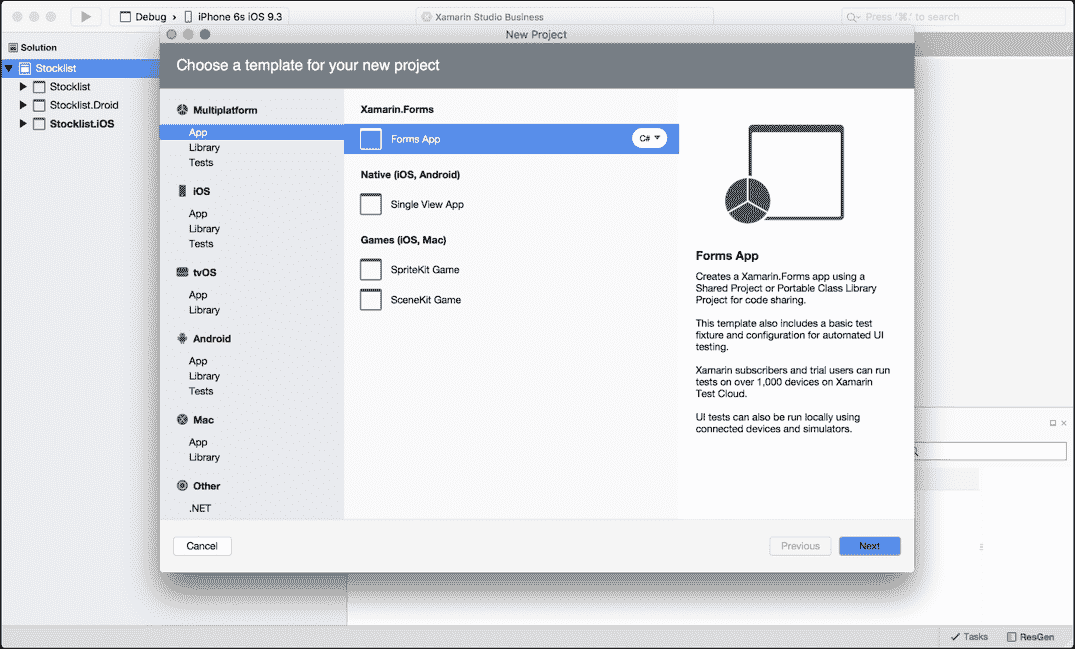 Debug › iPhone 6s iOS 9.3
Xamarin Studio Business
Press '⌘.' to search
Solution
Stocklist
Stocklist
Stocklist.Droid
Stocklist.iOS
New Project
Choose a template for your new project
Multiplatform
App
Library
Tests
iOS
App
Library
Tests
tvOS
App
Library
Android
App
Library
Tests
Mac
App
Library
Other
.NET
Xamarin.Forms
Forms App
C#
Native (iOS, Android)
Single View App
Games (iOS, Mac)
SpriteKit Game
SceneKit Game
Forms App
Creates a Xamarin.Forms app using a
Shared Project or Portable Class Library
Project for code sharing.
This template also includes a basic test
fixture and configuration for automated UI
testing.
Xamarin subscribers and trial users can run
tests on over 1,000 devices on Xamarin
Test Cloud.
UI tests can also be run locally using
connected devices and simulators.
Cancel
Previous
Next
Tasks
ResGen